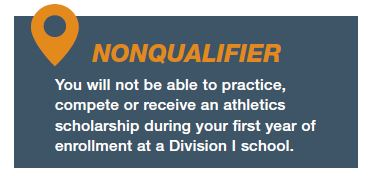 NONQUALIFIER
You will not be able to practice,
compete or receive an athletics
scholarship during your first year of
enrollment at a Division I school.